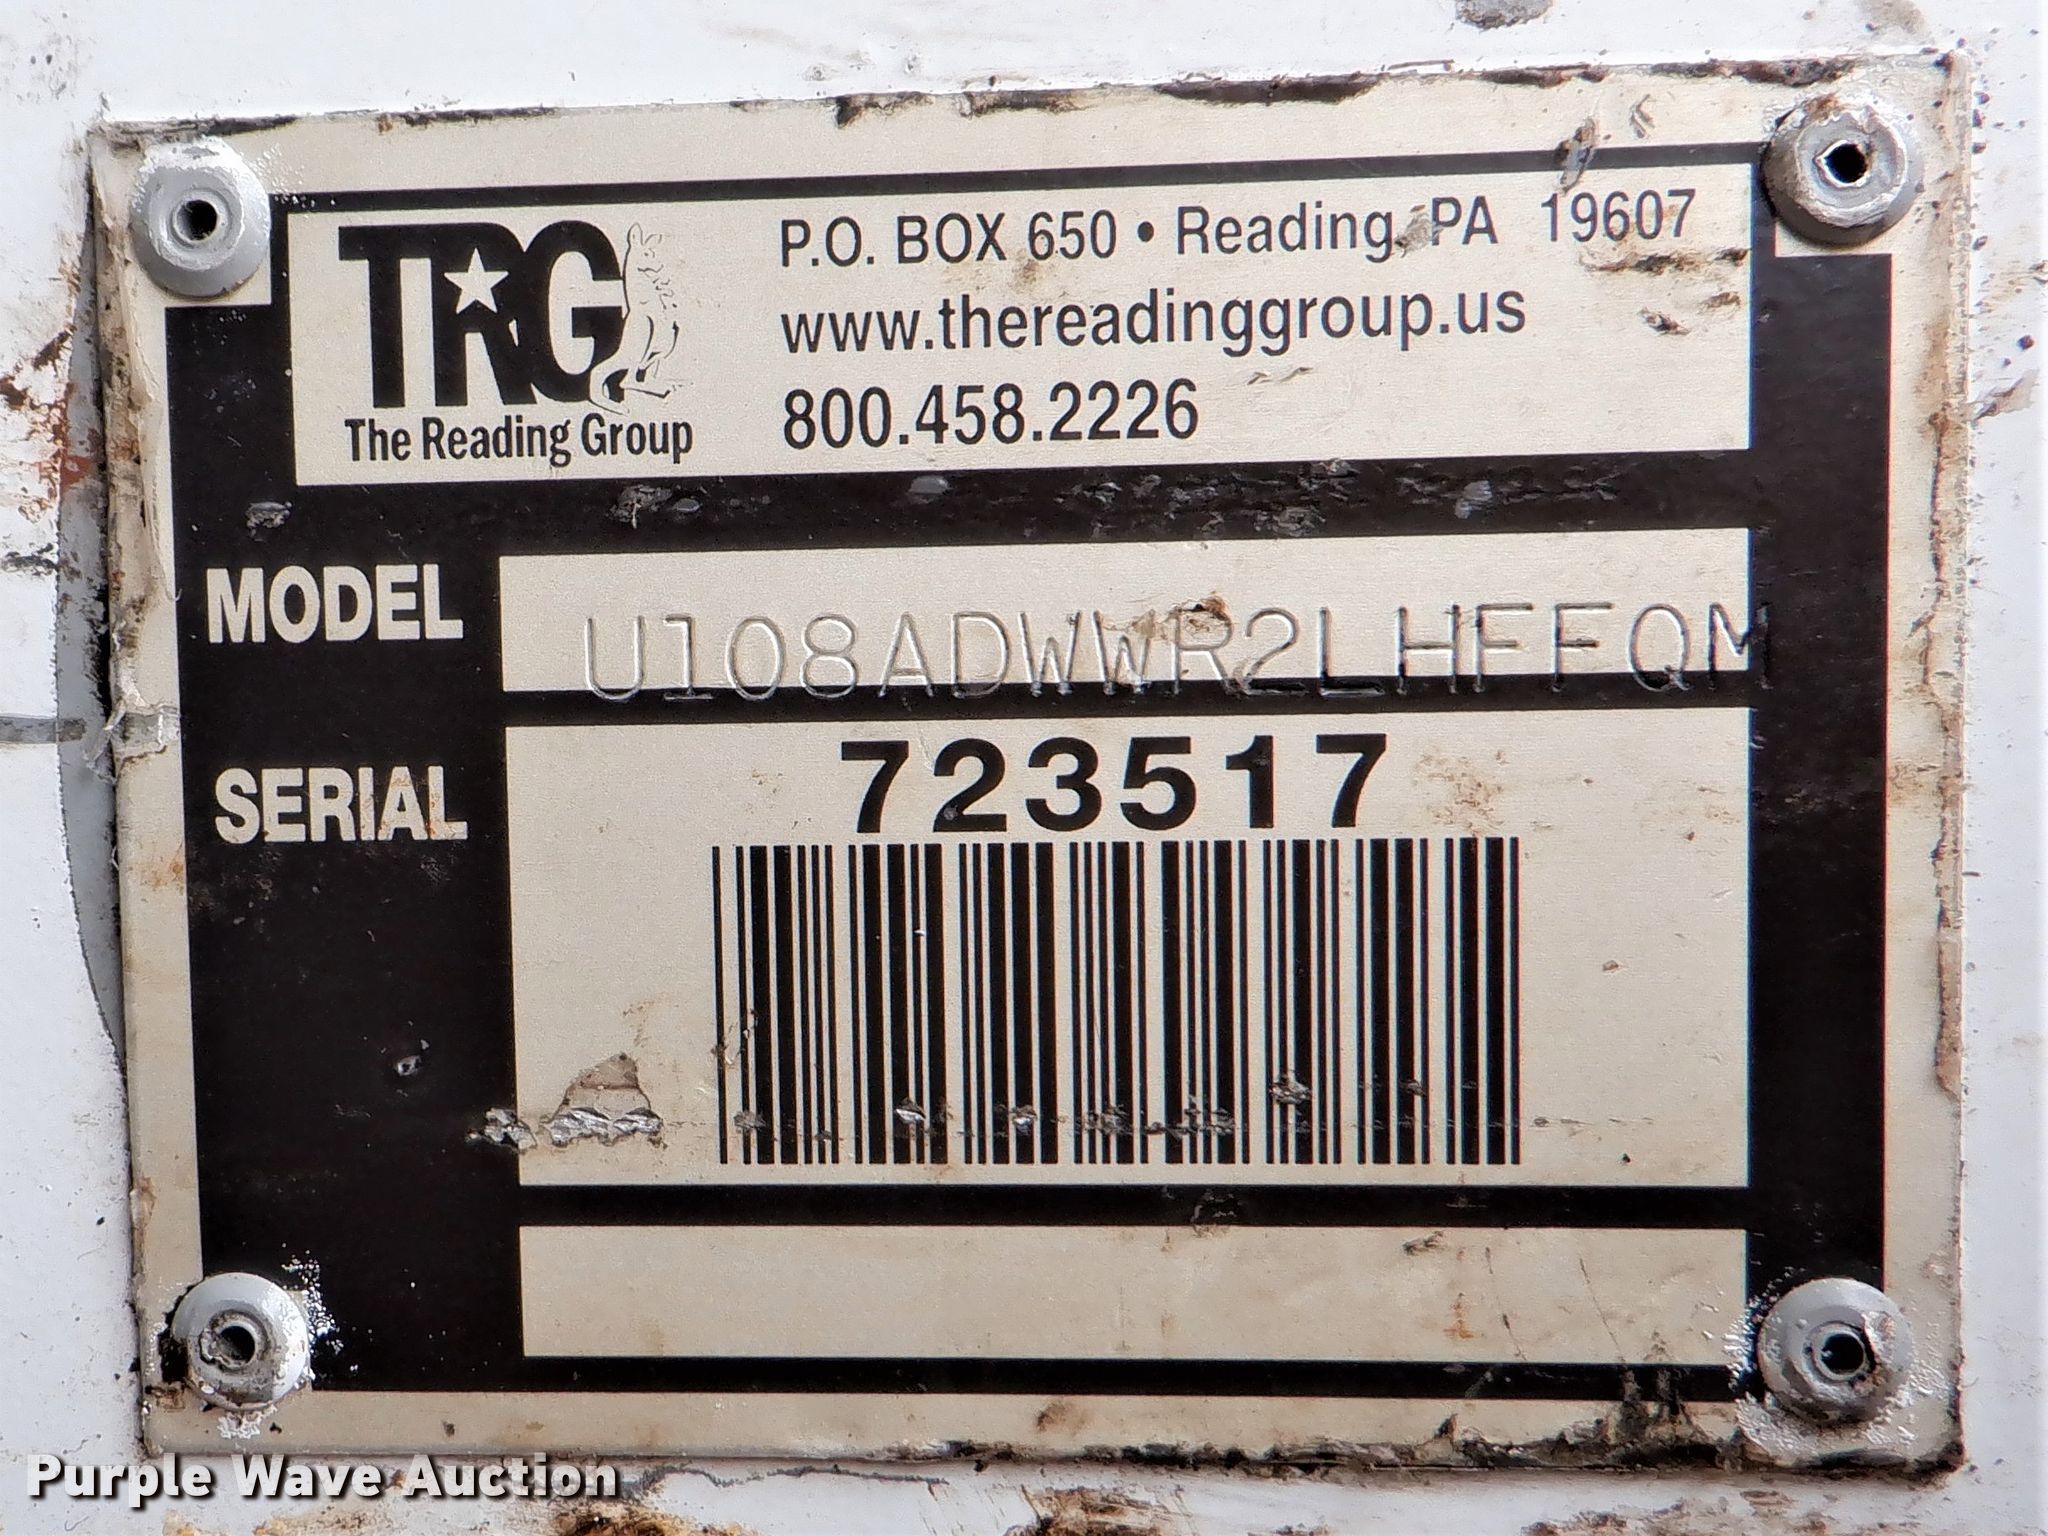 TRG
The Reading Group
P.O. BOX 650 • Reading, PA 19607
www.thereadinggroup.us
800.458.2226
MODEL U108ADWWR2LHFFQM
SERIAL 723517
Purple Wave Auction